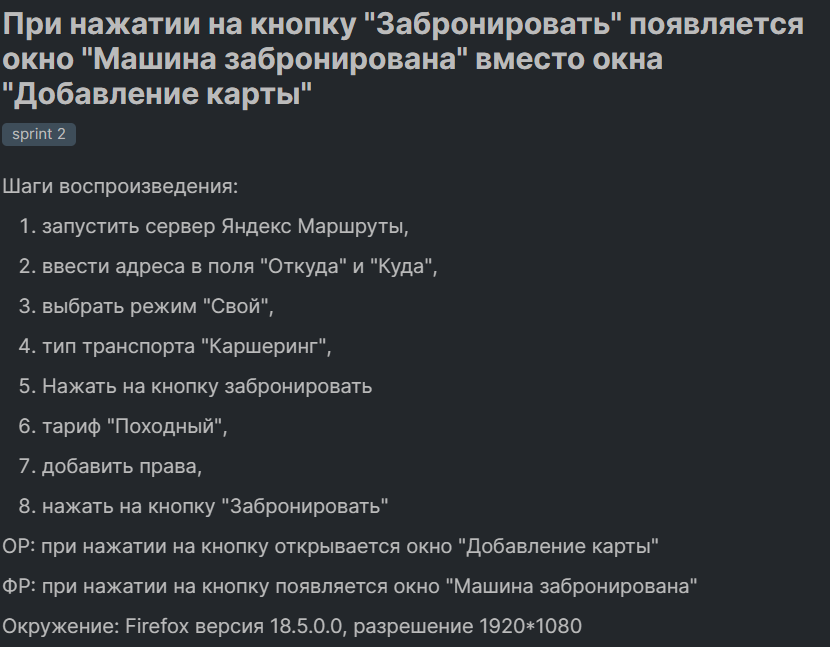 При нажатии на кнопку "Забронировать" появляется
окно "Машина забронирована" вместо окна
"Добавление карты"
sprint 2
Шаги воспроизведения:
1. запустить сервер Яндекс Маршруты,
2. ввести адреса в поля "Откуда" и "Куда",
3. выбрать режим "Свой",
4. тип транспорта "Каршеринг",
5. Нажать на кнопку забронировать
6. тариф "Походный",
7. добавить права,
8. нажать на кнопку "Забронировать"
ОР: при нажатии на кнопку открывается окно "Добавление карты"
ФР: при нажатии на кнопку появляется окно "Машина забронирована"
Окружение: Firefox версия 18.5.0.0, разрешение 1920*1080